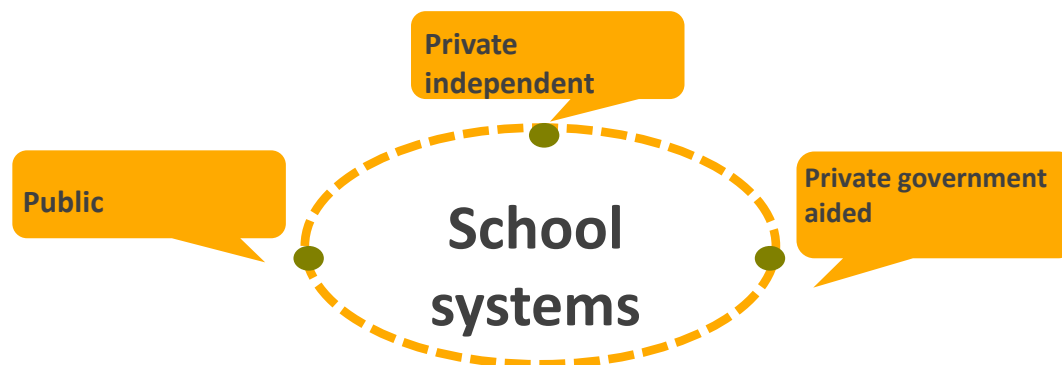 Private
independent
Public
Private government
aided
School
systems